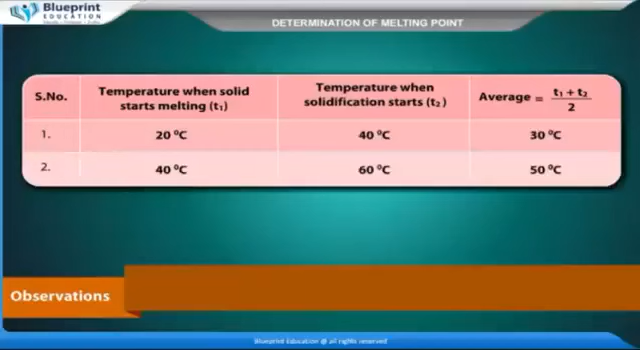 Blueprint
EDUCATION
DETERMINATION OF MELTING POINT
S.No.
Temperature when solid
starts melting (t₁)
Temperature when
solidification starts (t₂)
Average = t₁ + t₂
2
1. 20 ⁰C 40 ⁰C 30 ⁰C
2. 40 ⁰C 60 ⁰C 50 ⁰C
Observations
Blueprint Education @ all rights reserved